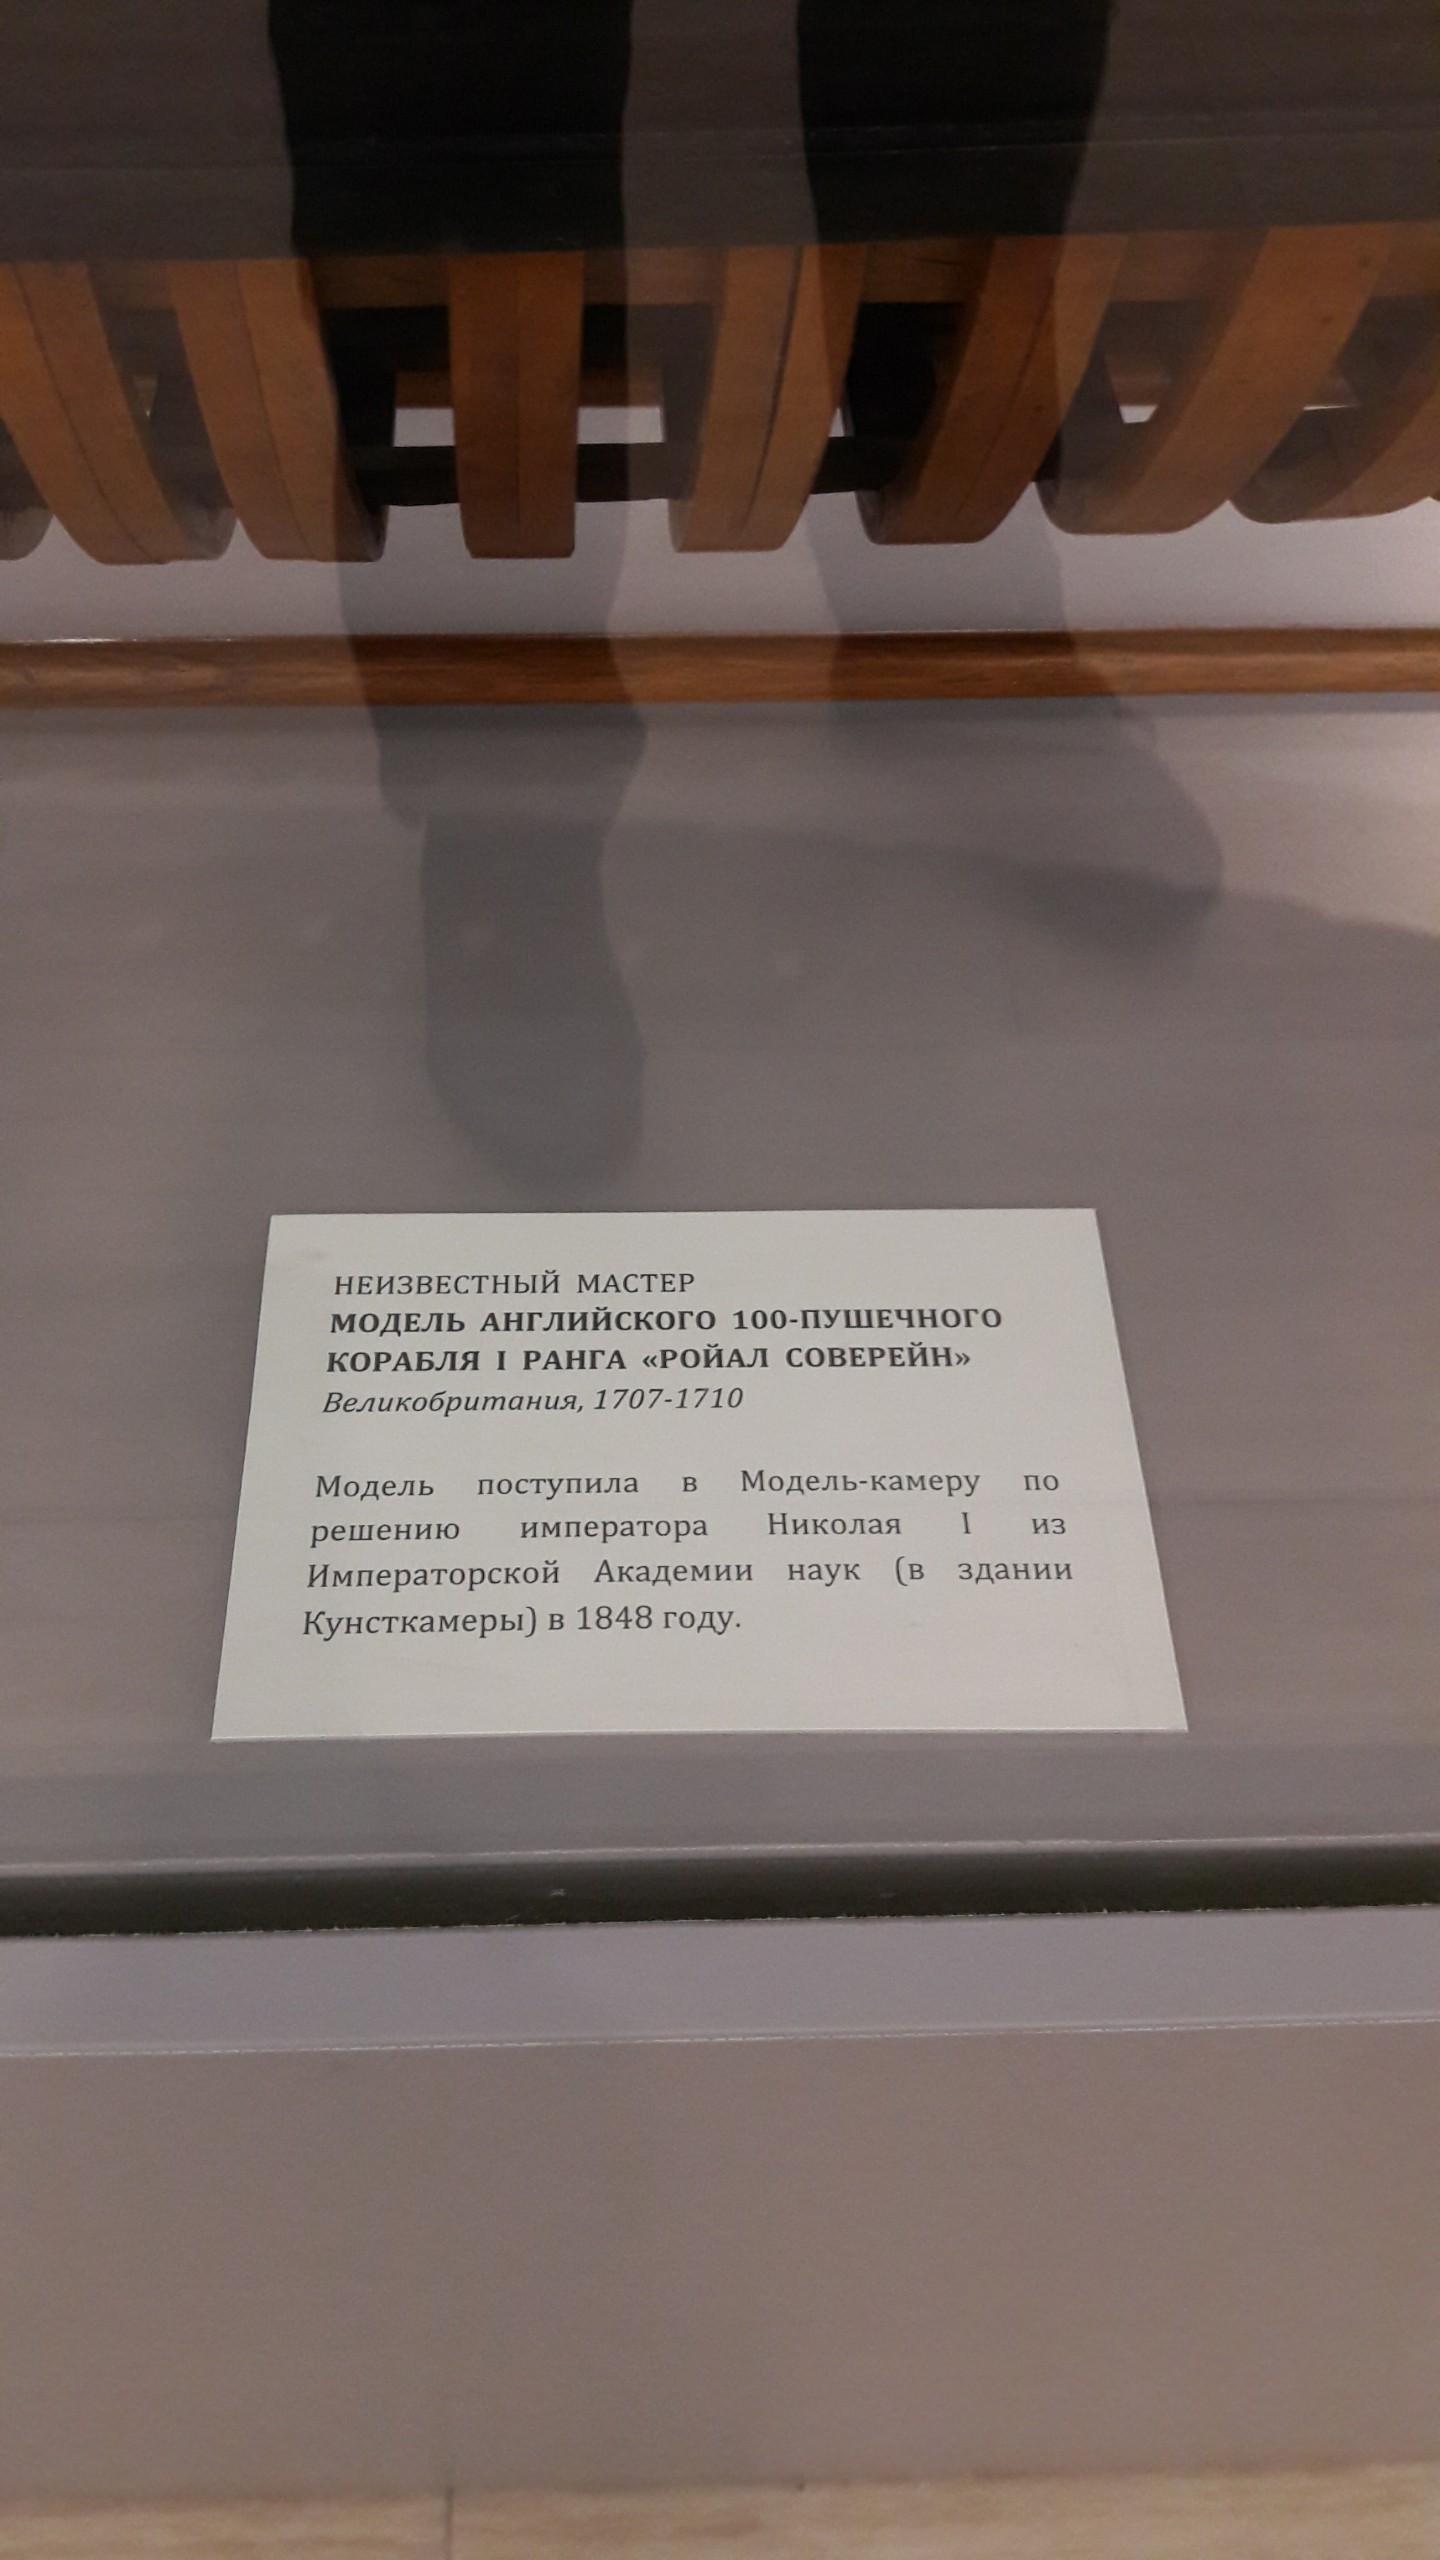 НЕИЗВЕСТНЫЙ МАСТЕР
МОДЕЛЬ АНГЛИЙСКОГО 100-ПУШЕЧНОГО
КОРАБЛЯ I РАНГА «РОЙАЛ СОВЕРЕЙН»
Великобритания, 1707-1710
Модель поступила в Модель-камеру по
решению императора Николая I из
Императорской Академии наук (в здании
Кунсткамеры) в 1848 году.